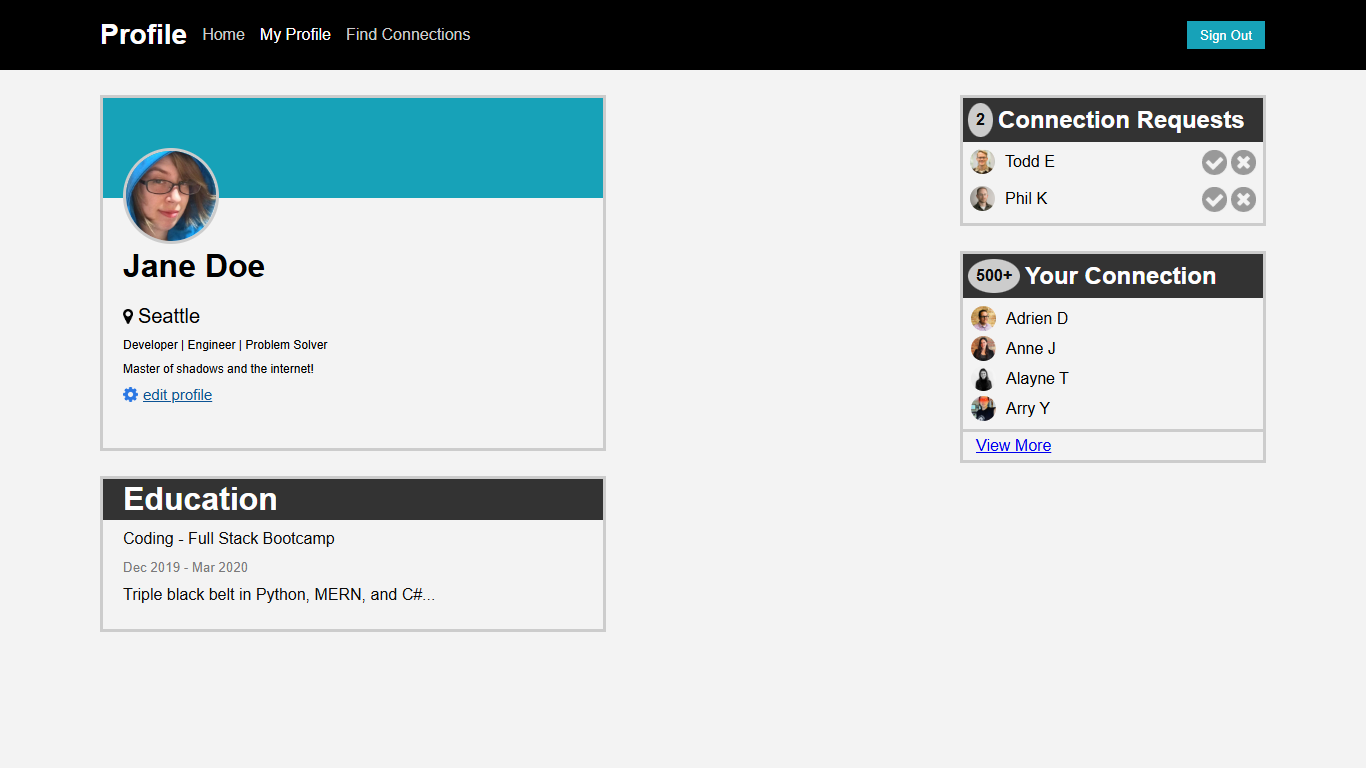 Profile Home My Profile Find Connections Sign Out
Jane Doe
Seattle
Developer | Engineer | Problem Solver
Master of shadows and the internet!
edit profile
Education
Coding - Full Stack Bootcamp
Dec 2019 - Mar 2020
Triple black belt in Python, MERN, and C#...
2 Connection Requests
Todd E
Phil K
500+ Your Connection
Adrien D
Anne J
Alayne T
Arry Y
View More